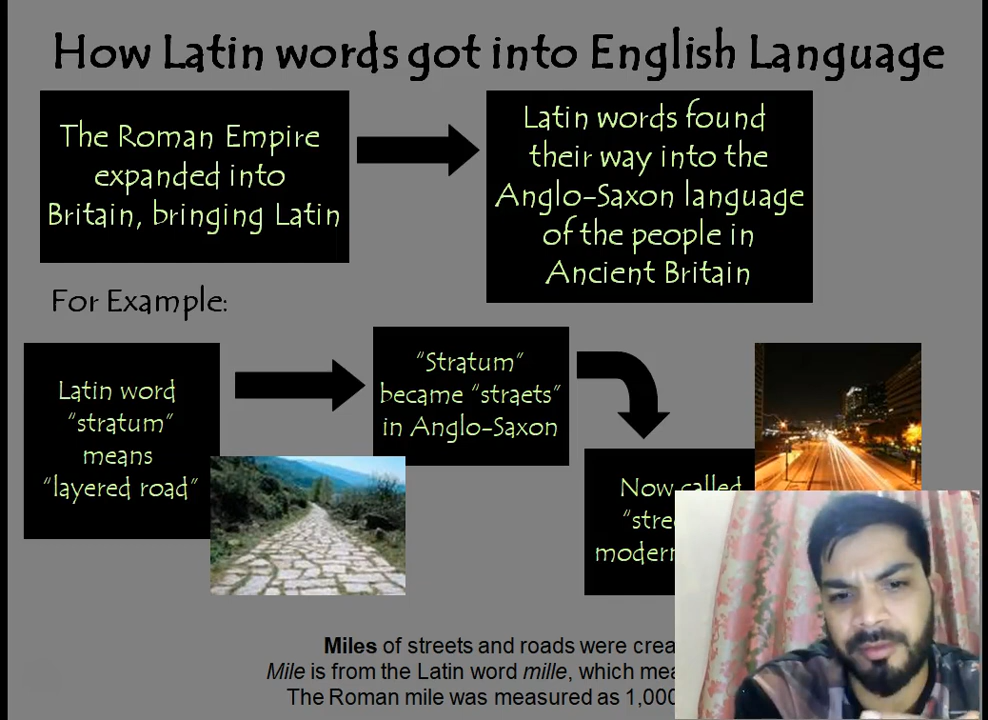 How Latin words got into English Language
The Roman Empire
expanded into
Britain, bringing Latin
Latin words found
their way into the
Anglo-Saxon language
of the people in
Ancient Britain
For Example:
Latin word
"stratum"
means
"layered road"
"Stratum"
became "straets"
in Anglo-Saxon
Now called
Miles of streets and roads were
Mile is from the Latin word mille, which
The Roman mile was measured as 1,000